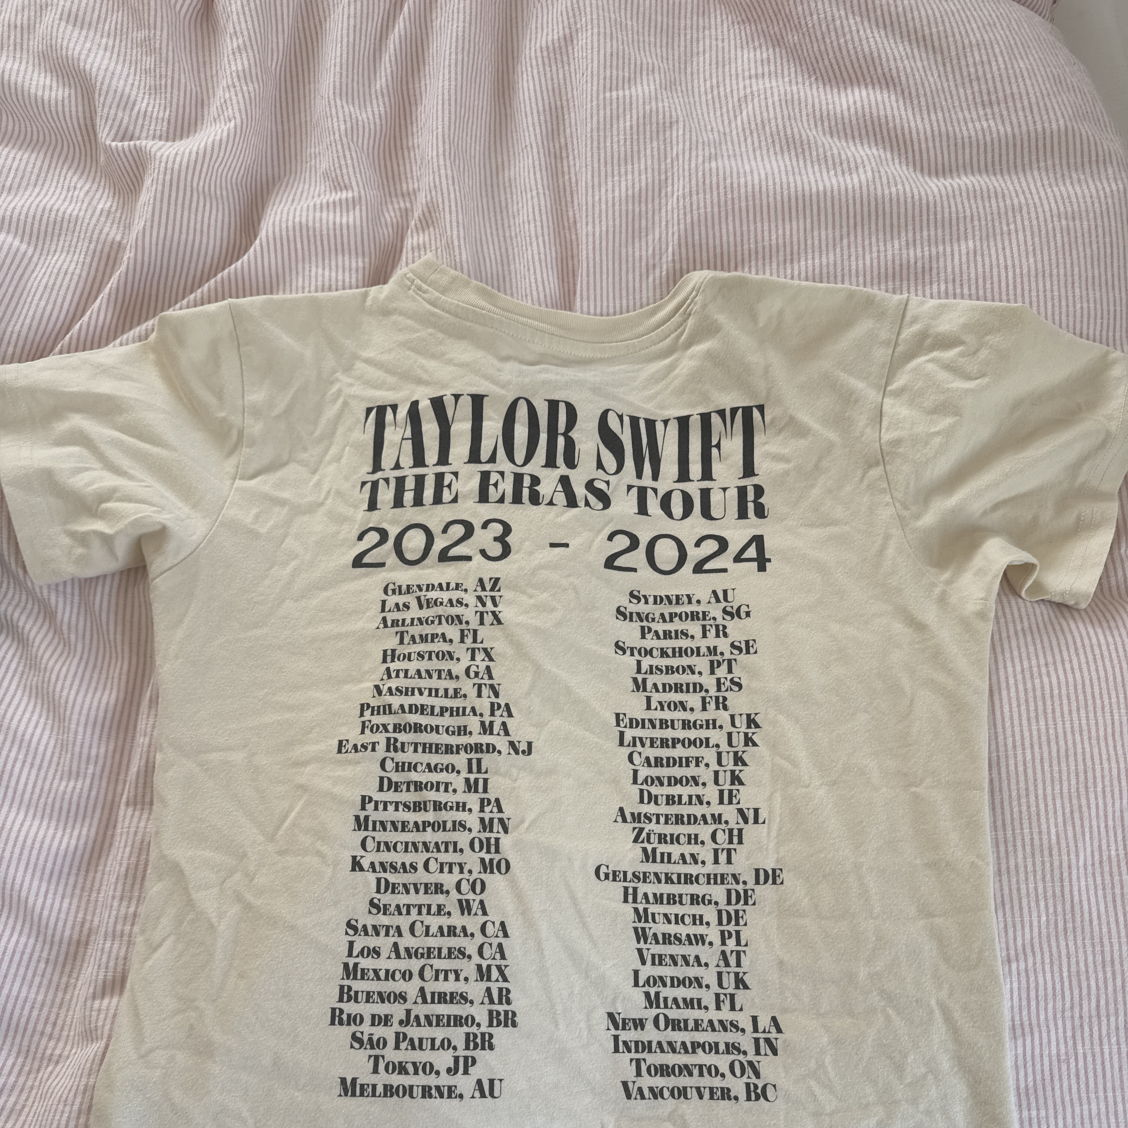 TAYLOR SWIFT
THE ERAS TOUR
2023 - 2024
GLENDALE, AZ
LAS VEGAS, NV
ARLINGTON, TX
TAMPA, FL
HOUSTON, TX
ATLANTA, GA
NASHVILLE, TN
PHILADELPHIA, PA
FOXBOROUGH, MA
EAST RUTHERFORD, NJ
CHICAGO, IL
DETROIT, MI
PITTSBURGH, PA
MINNEAPOLIS, MN
CINCINNATI, OH
KANSAS CITY, MO
DENVER, CO
SEATTLE, WA
SANTA CLARA, CA
LOS ANGELES, CA
MEXICO CITY, MX
BUENOS AIRES, AR
RIO DE JANEIRO, BR
SÃO PAULO, BR
TOKYO, JP
MELBOURNE, AU
SYDNEY, AU
SINGAPORE, SG
PARIS, FR
STOCKHOLM, SE
LISBON, PT
MADRID, ES
LYON, FR
EDINBURGH, UK
LIVERPOOL, UK
CARDIFF, UK
LONDON, UK
DUBLIN, IE
AMSTERDAM, NL
ZÜRICH, CH
MILAN, IT
GELSENKIRCHEN, DE
HAMBURG, DE
MUNICH, DE
WARSAW, PL
VIENNA, AT
LONDON, UK
MIAMI, FL
NEW ORLEANS, LA
INDIANAPOLIS, IN
TORONTO, ON
VANCOUVER, BC